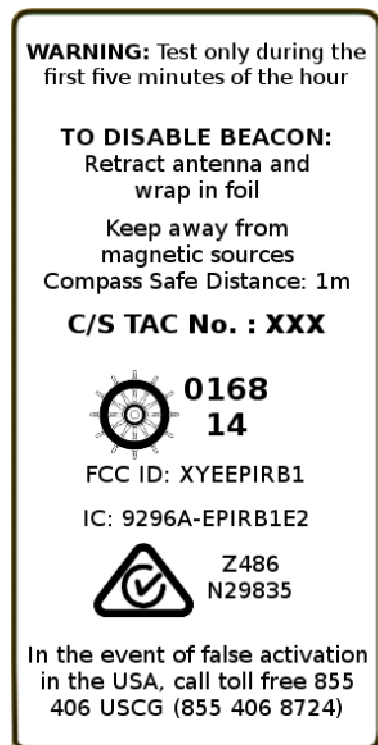 WARNING: Test only during the
first five minutes of the hour
TO DISABLE BEACON:
Retract antenna and
wrap in foil
Keep away from
magnetic sources
Compass Safe Distance: 1m
C/S TAC No. : XXX
0168
14
FCC ID: XYEEPIRB1
IC: 9296A-EPIRB1E2
Z486
N29835
In the event of false activation
in the USA, call toll free 855
406 USCG (855 406 8724)